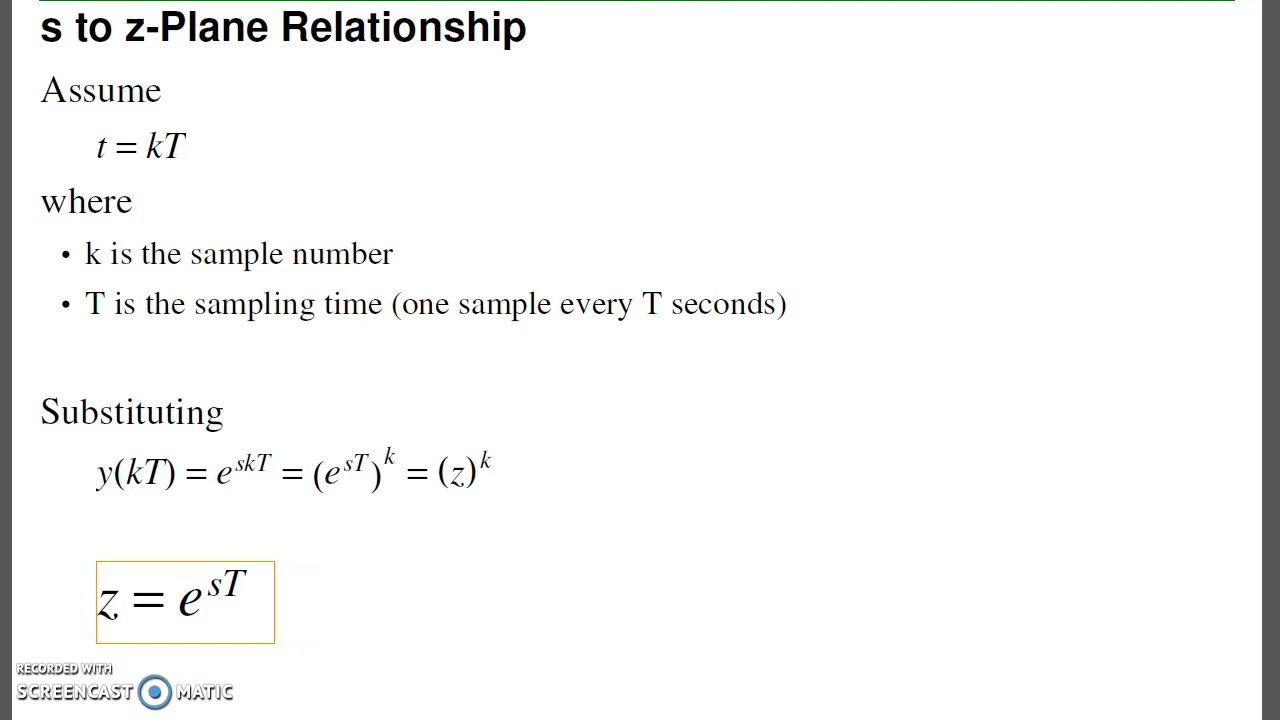 s to z-Plane Relationship
Assume
t = kT
where
• k is the sample number
• T is the sampling time (one sample every T seconds)
Substituting
y(kT) = e^{skT} = (e^{sT})^k = (z)^k
z = e^{sT}
RECORDED WITH
SCREENCAST MATIC